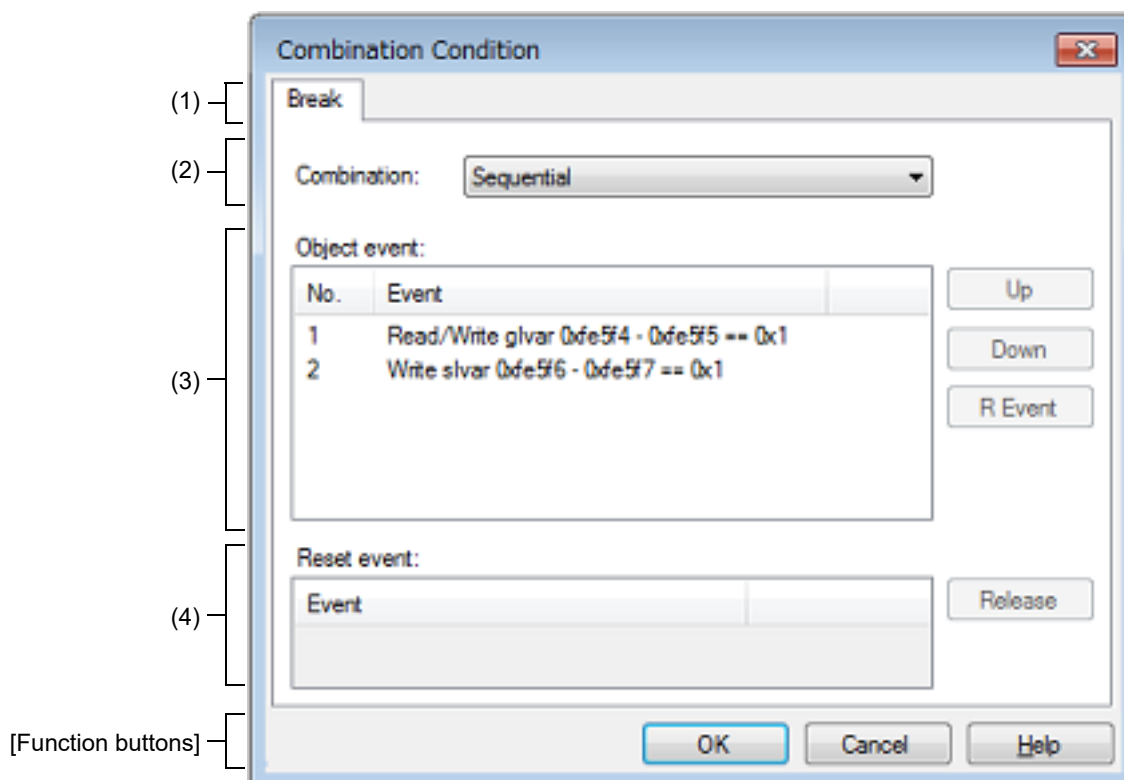 Combination Condition
(1)
Break
(2)
Combination: Sequential
(3)
Object event:
No. Event
1 Read/Write glvar 0xfe5f4 - 0xfe5f5 == 0x1
2 Write slvar 0xfe5f6 - 0xfe5f7 == 0x1
Up
Down
R Event
(4)
Reset event:
Event
Release
[Function buttons]
OK Cancel Help